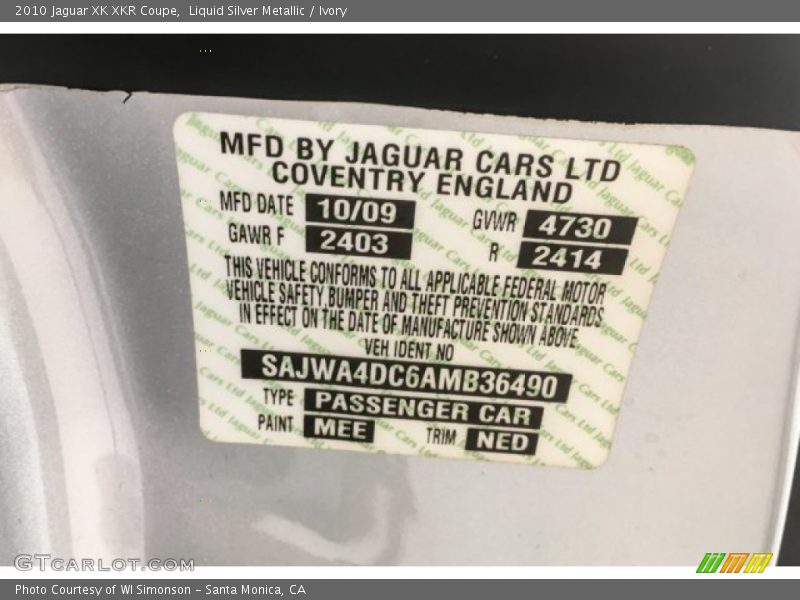 2010 Jaguar XK XKR Coupe,  Liquid Silver Metallic / Ivory
MFD BY JAGUAR CARS LTD
COVENTRY ENGLAND
MFD DATE 10/09 GVWR 4730
GAWR F 2403 R 2414
THIS VEHICLE CONFORMS TO ALL APPLICABLE FEDERAL MOTOR
VEHICLE SAFETY,BUMPER AND THEFT PREVENTION STANDARDS
IN EFFECT ON THE DATE OF MANUFACTURE SHOWN ABOVE.
VEH IDENT NO
SAJWA4DC6AMB36490
TYPE PASSENGER CAR
PAINT MEE TRIM NED
GTCARLOT.COM
Photo Courtesy of WI Simonson - Santa Monica, CA